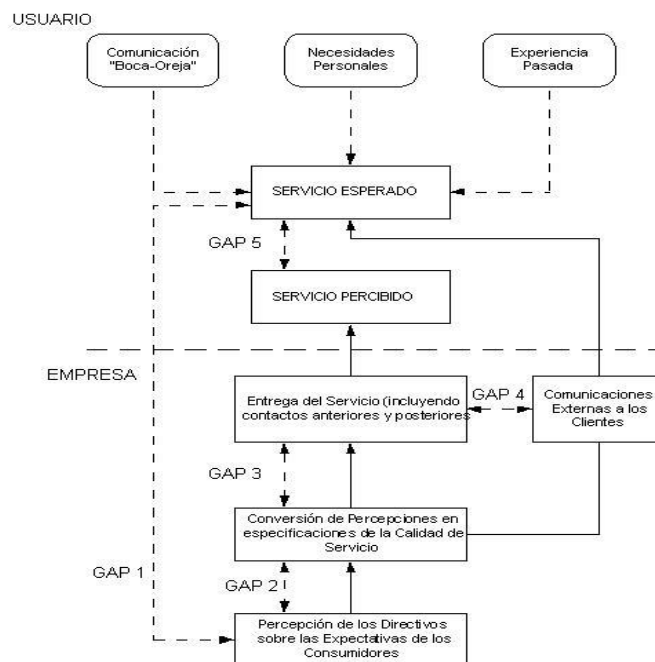 USUARIO
Comunicación
"Boca-Oreja"
Necesidades
Personales
Experiencia
Pasada
SERVICIO ESPERADO
GAP 5
SERVICIO PERCIBIDO
EMPRESA
Entrega del Servicio (incluyendo
contactos anteriores y posteriores
GAP 4
Comunicaciones
Externas a los
Clientes
GAP 3
Conversión de Percepciones en
especificaciones de la Calidad de
Servicio
GAP 1
GAP 2
Percepción de los Directivos
sobre las Expectativas de los
Consumidores